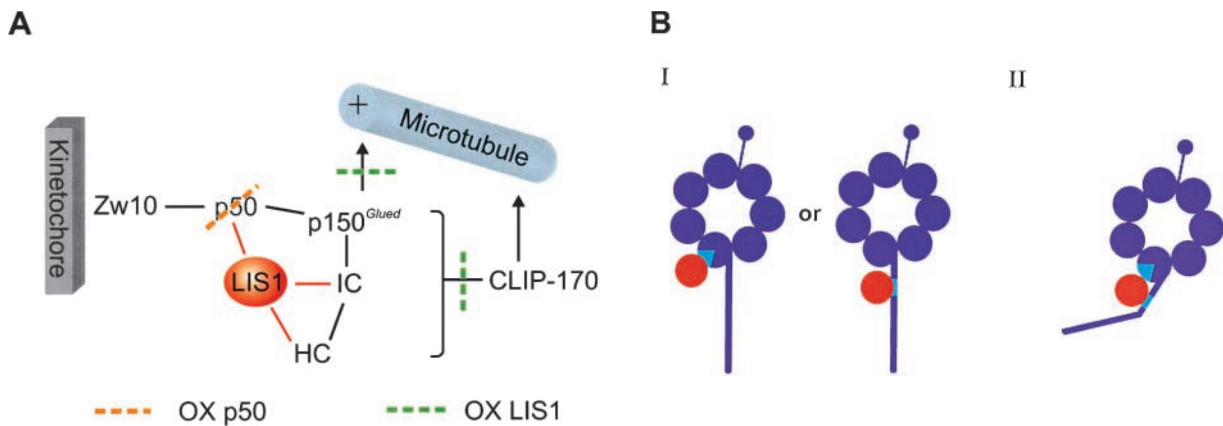 A
Kinetochore
Zw10
p50
p150Glued
LIS1
IC
HC
+
Microtubule
CLIP-170
OX p50
OX LIS1
B
I
or
II